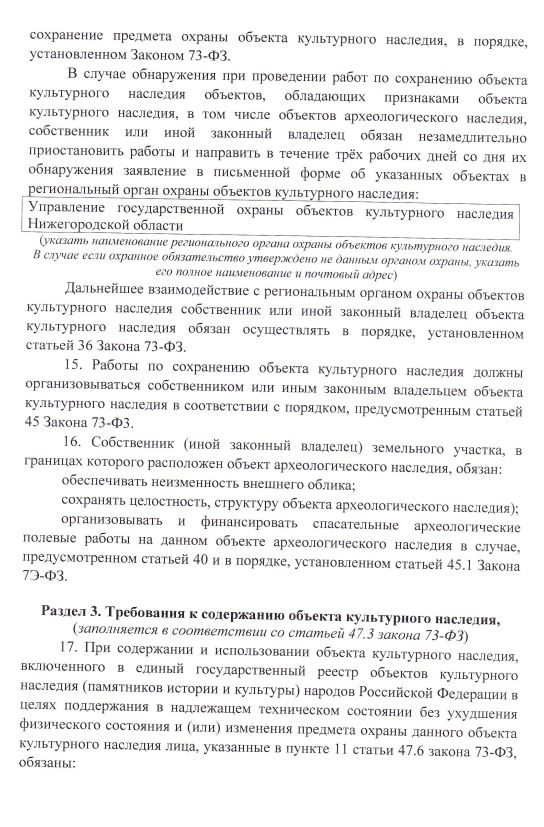 сохранение предмета охраны объекта культурного наследия, в порядке,
установленном Законом 73-ФЗ.
В случае обнаружения при проведении работ по сохранению объекта
культурного наследия объектов, обладающих признаками объекта
культурного наследия, в том числе объектов археологического наследия,
собственник или иной законный владелец обязан незамедлительно
приостановить работы и направить в течение трёх рабочих дней со дня их
обнаружения заявление в письменной форме об указанных объектах в
региональный орган охраны объектов культурного наследия:
Управление государственной охраны объектов культурного наследия
Нижегородской области
(указать наименование регионального органа охраны объектов культурного наследия.
В случае если охранное обязательство утверждено не данным органом охраны, указать
его полное наименование и почтовый адрес)
Дальнейшее взаимодействие с региональным органом охраны объектов
культурного наследия собственник или иной законный владелец объекта
культурного наследия обязан осуществлять в порядке, установленном
статьей 36 Закона 73-ФЗ.
15. Работы по сохранению объекта культурного наследия должны
организовываться собственником или иным законным владельцем объекта
культурного наследия в соответствии с порядком, предусмотренным статьей
45 Закона 73-ФЗ.
16. Собственник (иной законный владелец) земельного участка, в
границах которого расположен объект археологического наследия, обязан:
обеспечивать неизменность внешнего облика;
сохранять целостность, структуру объекта археологического наследия);
организовывать и финансировать спасательные археологические
полевые работы на данном объекте археологического наследия в случае,
предусмотренном статьей 40 и в порядке, установленном статьей 45.1 Закона
7Э-ФЗ.
Раздел 3. Требования к содержанию объекта культурного наследия,
(заполняется в соответствии со статьей 47.3 закона 73-ФЗ)
17. При содержании и использовании объекта культурного наследия,
включенного в единый государственный реестр объектов культурного
наследия (памятников истории и культуры) народов Российской Федерации в
целях поддержания в надлежащем техническом состоянии без ухудшения
физического состояния и (или) изменения предмета охраны данного объекта
культурного наследия лица, указанные в пункте 11 статьи 47.6 закона 73-ФЗ,
обязаны: